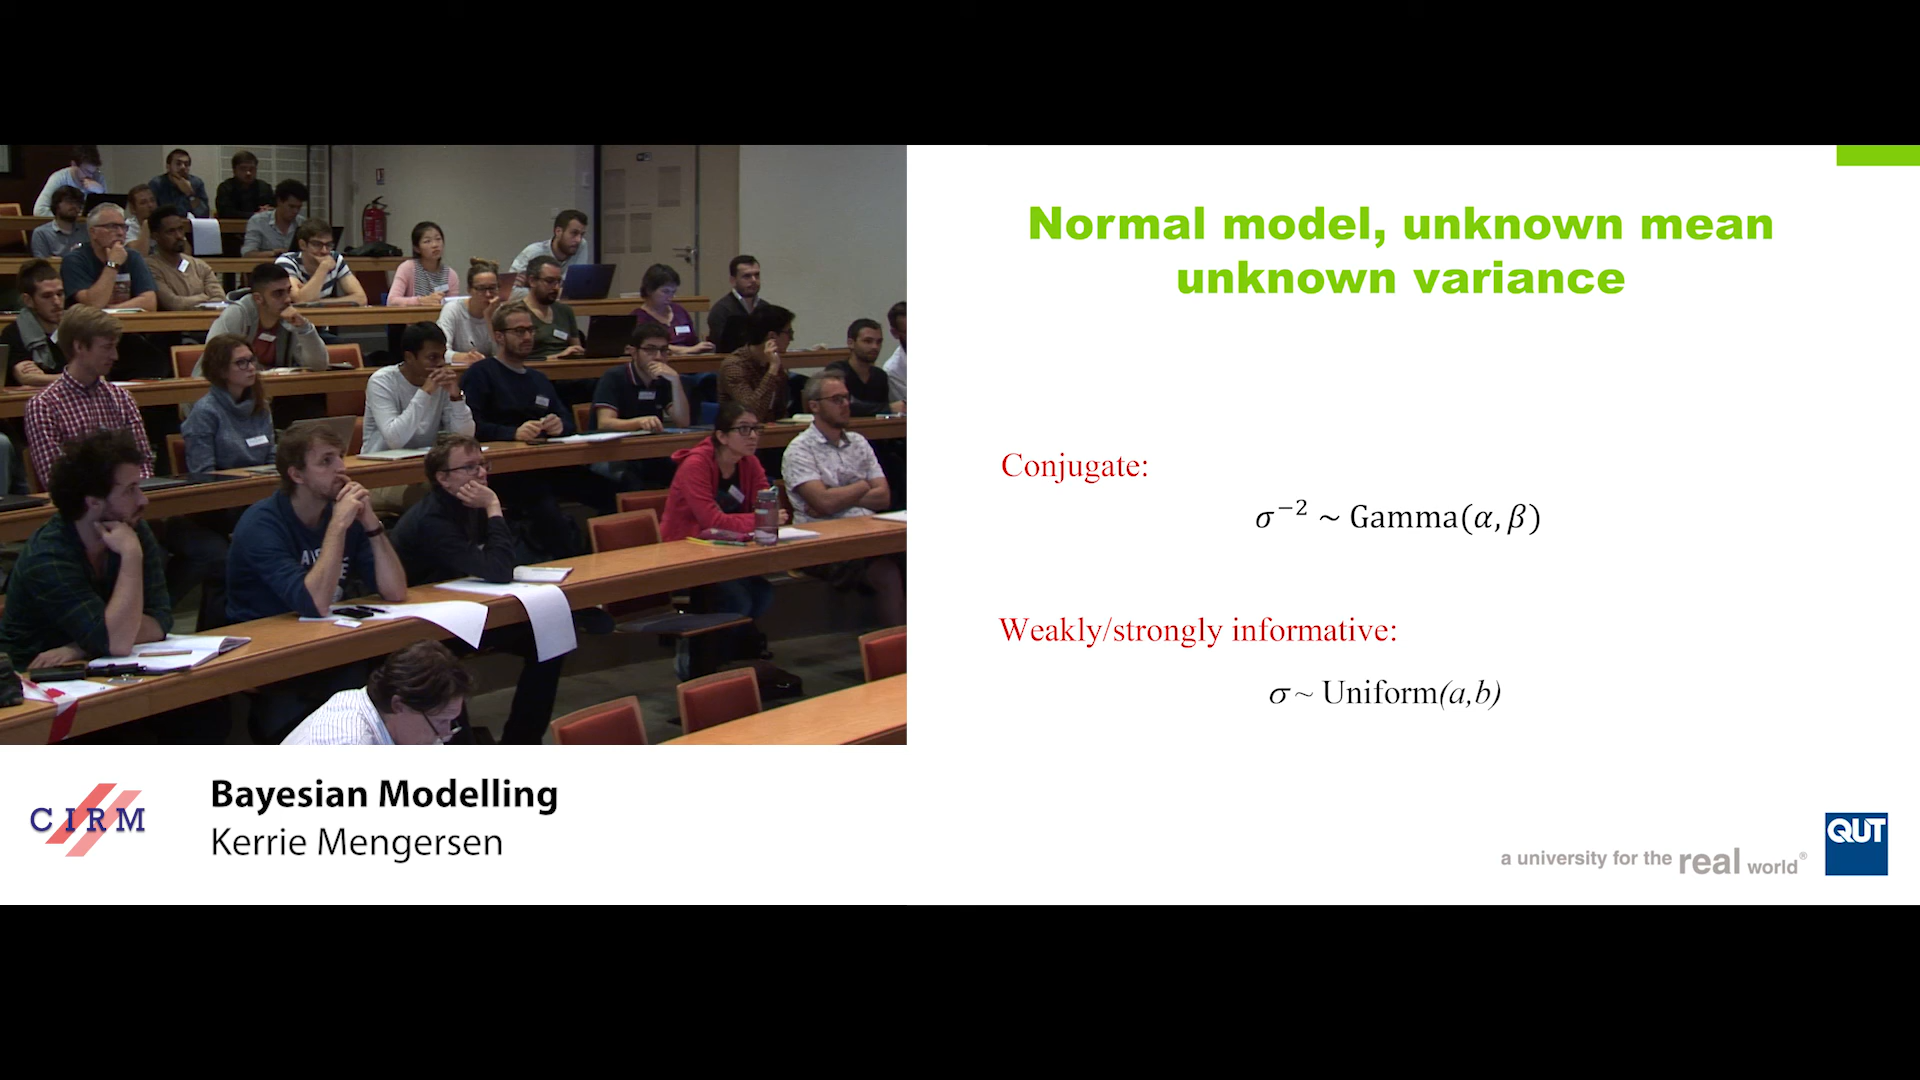 Normal model, unknown mean
unknown variance
Conjugate:
σ⁻² ~ Gamma(α, β)
Weakly/strongly informative:
σ ~ Uniform(a,b)
CIRM
Bayesian Modelling
Kerrie Mengersen
a university for the real world®
QUT